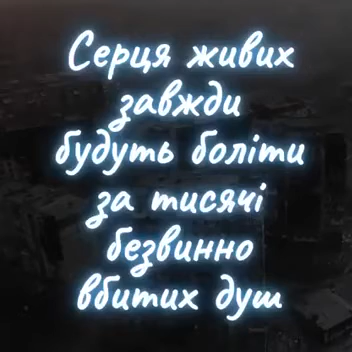 Серця живих
завжди
будуть боліти
за тисячі
безвинно
вбитих душ